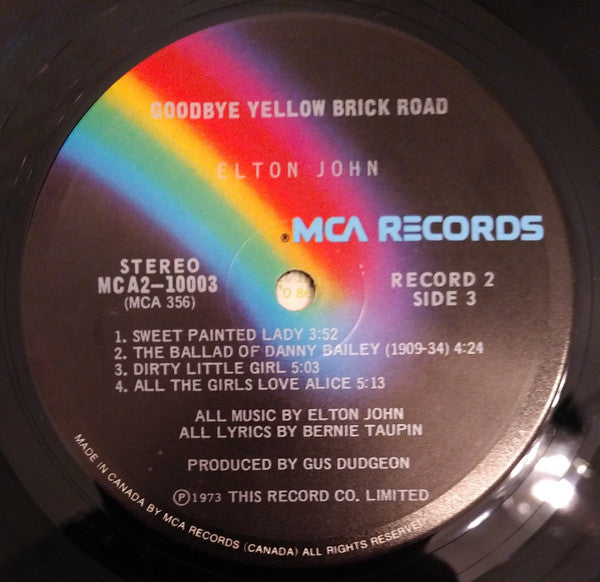 GOODBYE YELLOW BRICK ROAD
ELTON JOHN
®MCA RECORDS
STEREO
MCA2-10003
(MCA 356)
RECORD 2
SIDE 3
1. SWEET PAINTED LADY 3:52
2. THE BALLAD OF DANNY BAILEY (1909-34) 4:24
3. DIRTY LITTLE GIRL 5:03
4. ALL THE GIRLS LOVE ALICE 5:13
ALL MUSIC BY ELTON JOHN
ALL LYRICS BY BERNIE TAUPIN
PRODUCED BY GUS DUDGEON
Ⓟ1973 THIS RECORD CO. LIMITED
MADE IN CANADA BY MCA RECORDS (CANADA) ALL RIGHTS RESERVED